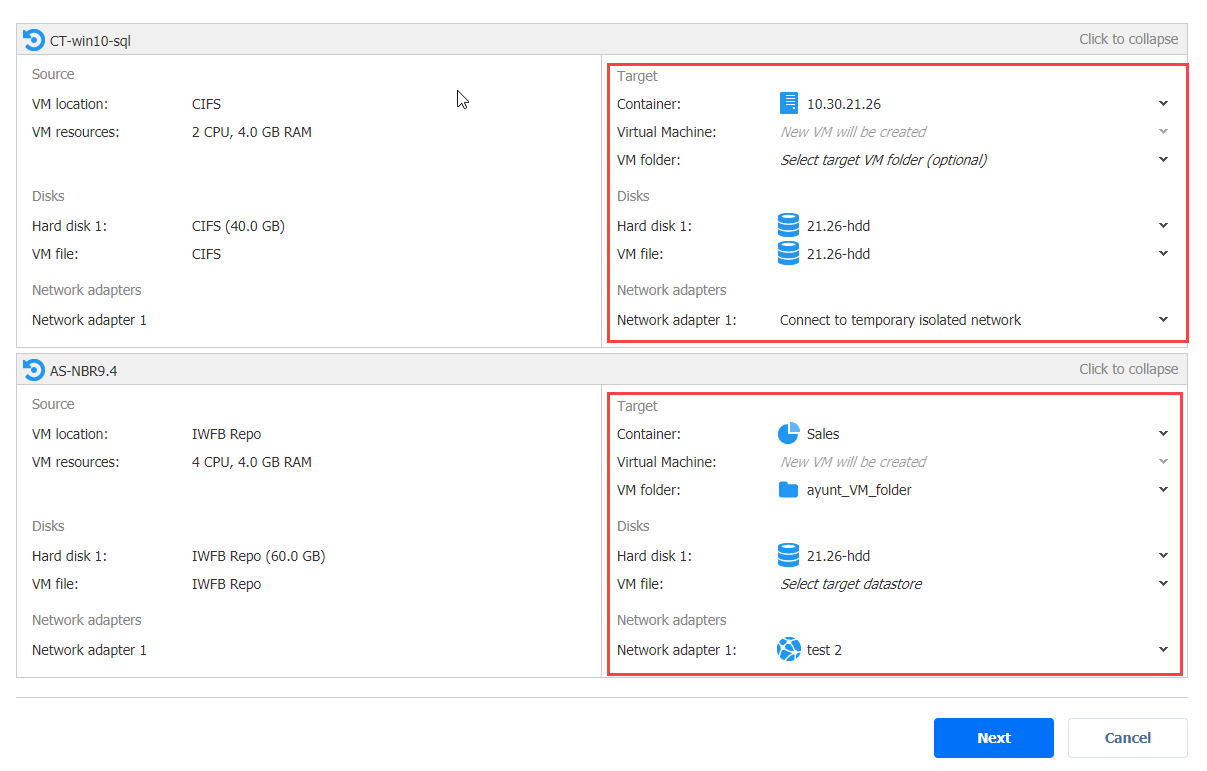 CT-win10-sql Click to collapse
Source
VM location: CIFS
VM resources: 2 CPU, 4.0 GB RAM
Disks
Hard disk 1: CIFS (40.0 GB)
VM file: CIFS
Network adapters
Network adapter 1
Target
Container: 10.30.21.26
Virtual Machine: New VM will be created
VM folder: Select target VM folder (optional)
Disks
Hard disk 1: 21.26-hdd
VM file: 21.26-hdd
Network adapters
Network adapter 1: Connect to temporary isolated network
AS-NBR9.4 Click to collapse
Source
VM location: IWFB Repo
VM resources: 4 CPU, 4.0 GB RAM
Disks
Hard disk 1: IWFB Repo (60.0 GB)
VM file: IWFB Repo
Network adapters
Network adapter 1
Target
Container: Sales
Virtual Machine: New VM will be created
VM folder: ayunt_VM_folder
Disks
Hard disk 1: 21.26-hdd
VM file: Select target datastore
Network adapters
Network adapter 1: test 2
Next Cancel